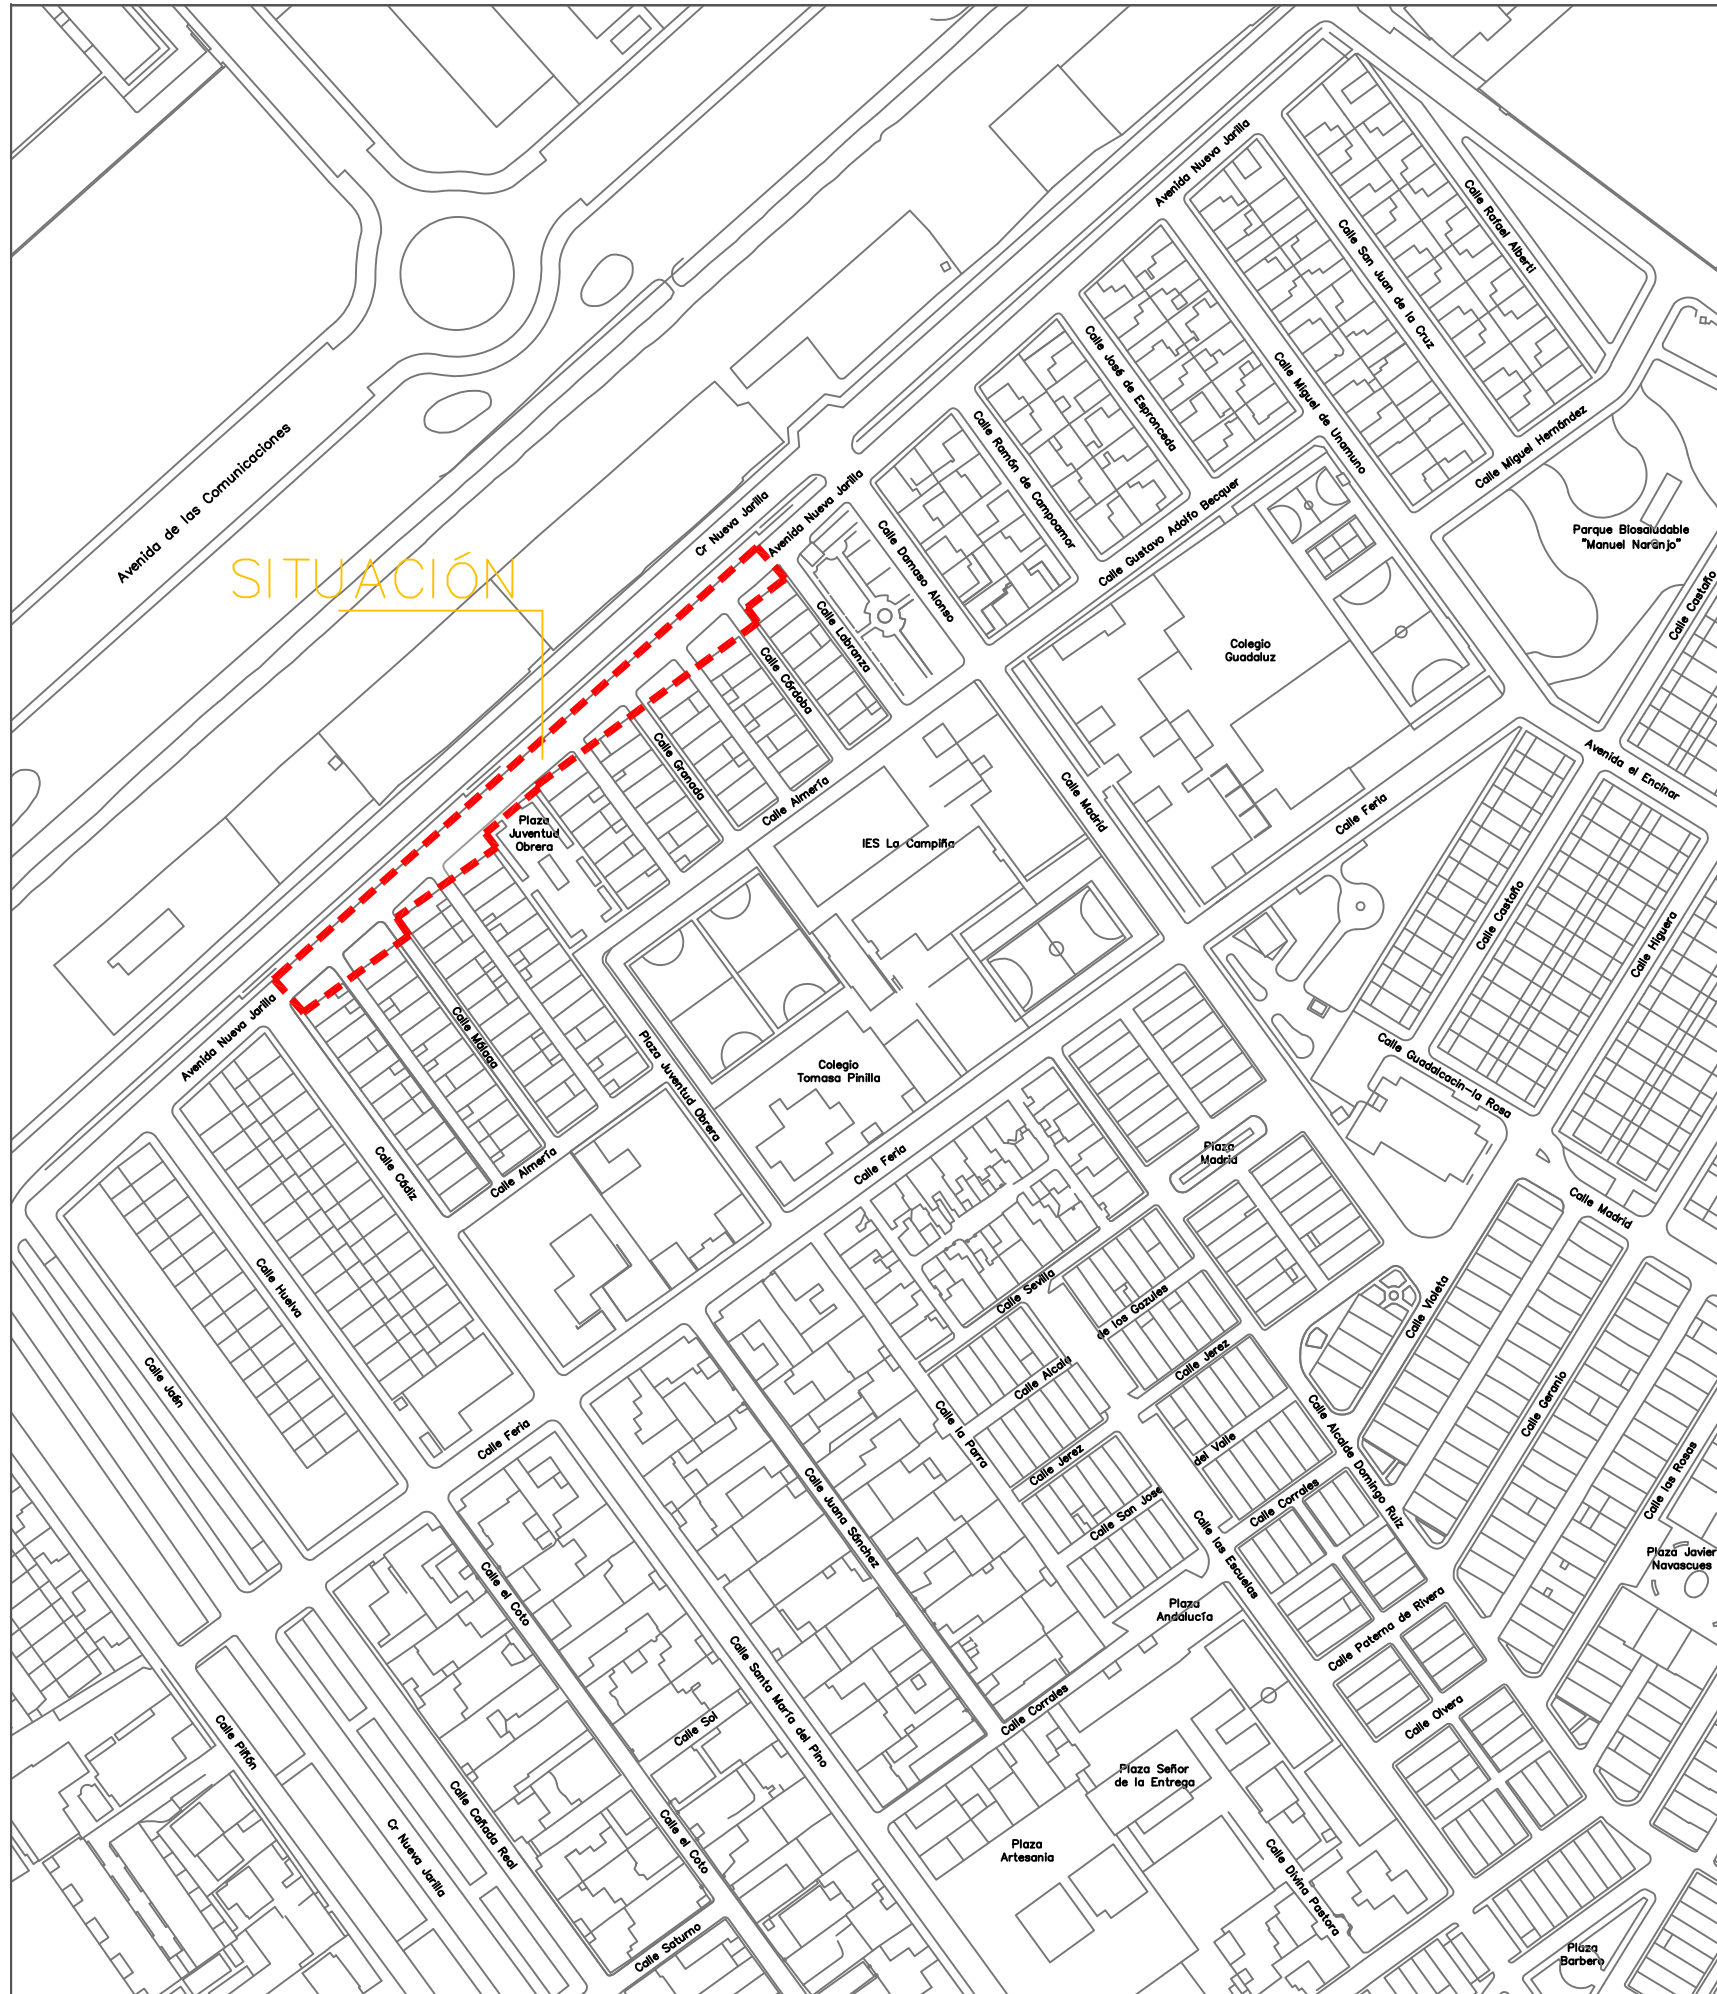 Avenida Nueva Jarilla
Calle Rafael Alberti
Calle San Juan de la Cruz
Calle José de Espronceda
Calle Miguel de Unamuno
Calle Miguel Hernández
Calle Ramón de Campoamor
Calle Gustavo Adolfo Becquer
Avenida de las Comunicaciones
Cr Nueva Jarilla
Avenida Nueva Jarilla
Calle Damaso Alonso
Parque Biosaludable
"Manuel Naranjo"
SITUACIÓN
Calle Castaño
Calle Labranza
Calle Córdoba
Colegio
Guadaluz
Calle Granada
Calle Almería
Calle Madrid
Avenida el Encinar
Calle Feria
Plaza
Juventud
Obrera
IES La Campiña
Calle Castaño
Calle Higuera
Avenida Nueva Jarilla
Calle Málaga
Plaza Juventud Obrera
Colegio
Tomasa Pinilla
Calle Guadalcacin-la Rosa
Calle Cádiz
Calle Almería
Calle Feria
Plaza
Madrid
Calle Madrid
Calle Huelva
Calle Sevilla
de los Gazules
Calle Violeta
Calle Jaén
Calle Alcalá
Calle Jerez
Calle Geranio
Calle Feria
Calle la Parra
Calle Jerez
del Valle
Calle Alcalde Domingo Ruiz
Calle las Rosas
Calle Juana Sánchez
Calle San Jose
Calle Corrales
Calle las Escuelas
Calle el Coto
Plaza Javier
Navascues
Plaza
Andalucía
Calle Paterna de Rivera
Calle Santa María del Pino
Calle Sol
Calle Corrales
Calle Olvera
Calle Piñón
Plaza Señor
de la Entrega
Calle Cañada Real
Cr Nueva Jarilla
Calle el Coto
Plaza
Artesania
Calle Divina Pastora
Calle Saturno
Plaza
Barbero